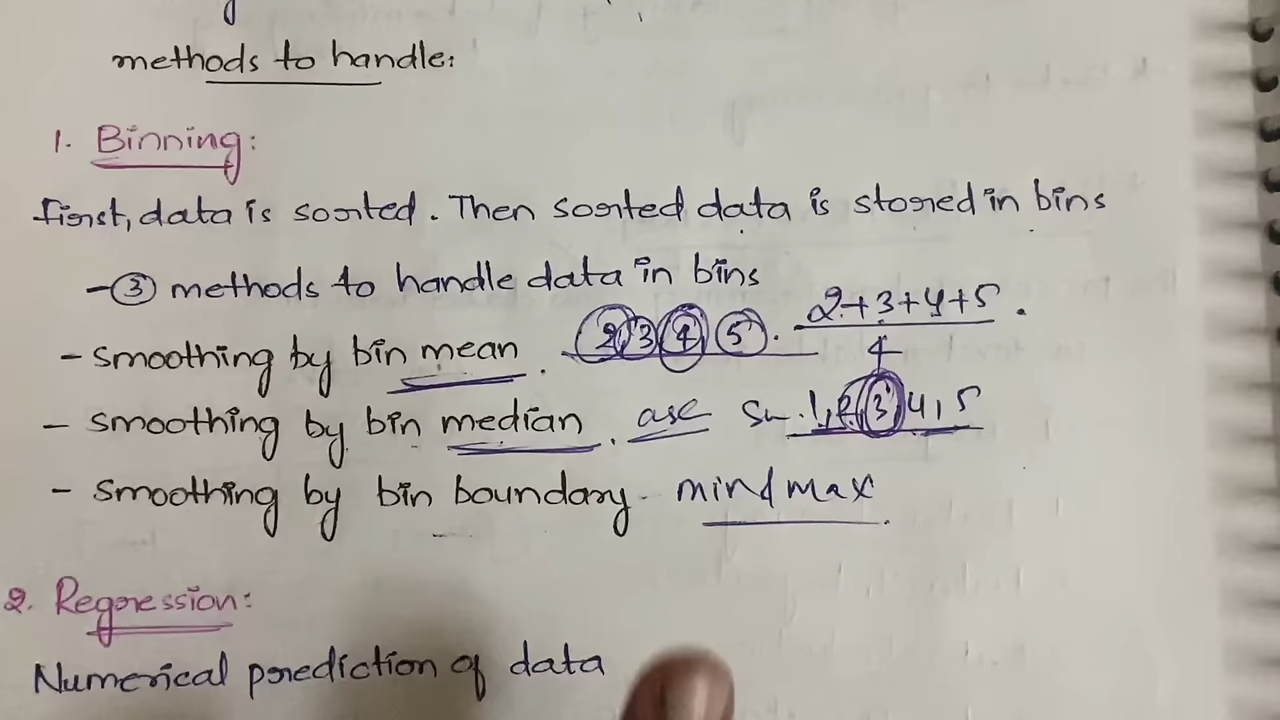 methods to handle:
1. Binning:
first, data is sorted. Then sorted data is stored in bins
- ③ methods to handle data in bins
- smoothing by bin mean. 2 3 4 5. 2+3+4+5 / 4
- smoothing by bin median. asc 1, 2, 3, 4, 5
- smoothing by bin boundary - min max
2. Regression:
Numerical prediction of data